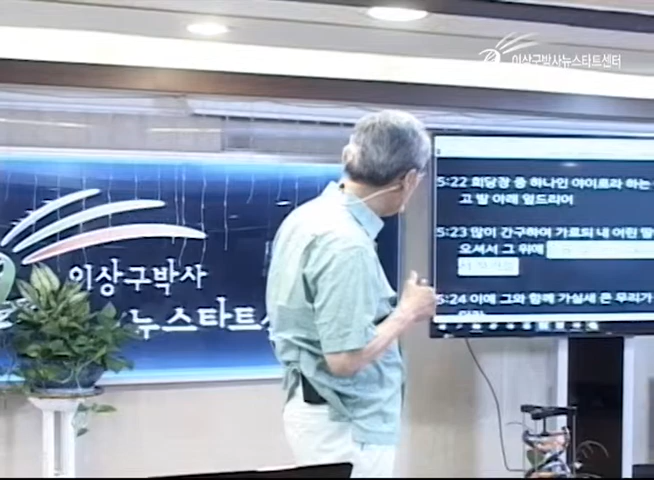 이상구박사뉴스타트센터
이상구박사
뉴스타트
5:22 회당장 중 하나인 야이로라 하는
고 발 아래 엎드리어
5:23 많이 간구하여 가르되 내 어린 딸
오셔서 그 위에
5:24 이에 그와 함께 가실새 큰 무리가